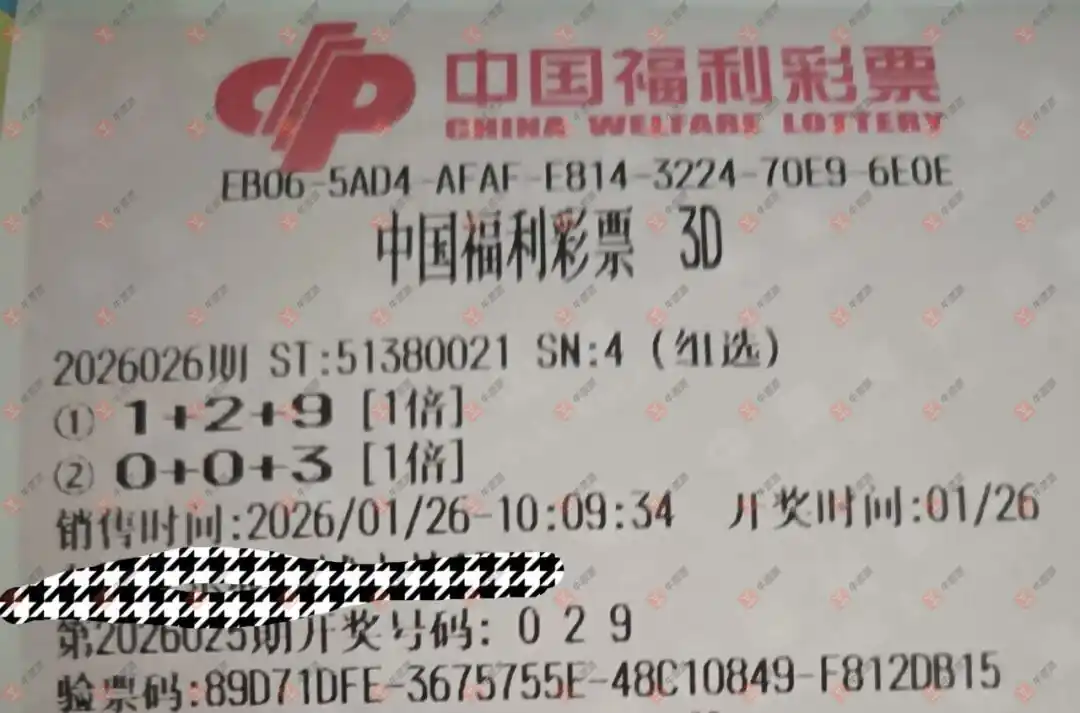 中国福利彩票
CHINA WELFARE LOTTERY
EB06-5AD4-AFAF-E814-3224-70E9-6E0E
中国福利彩票 3D
2026026期 ST:51380021 SN:4 (组选)
① 1+2+9 [1倍]
② 0+0+3 [1倍]
销售时间:2026/01/26-10:09:34 开奖时间:01/26
第2026025期开奖号码: 0 2 9
验票码:89D71DFE-3675755E-48C10849-F812DB15